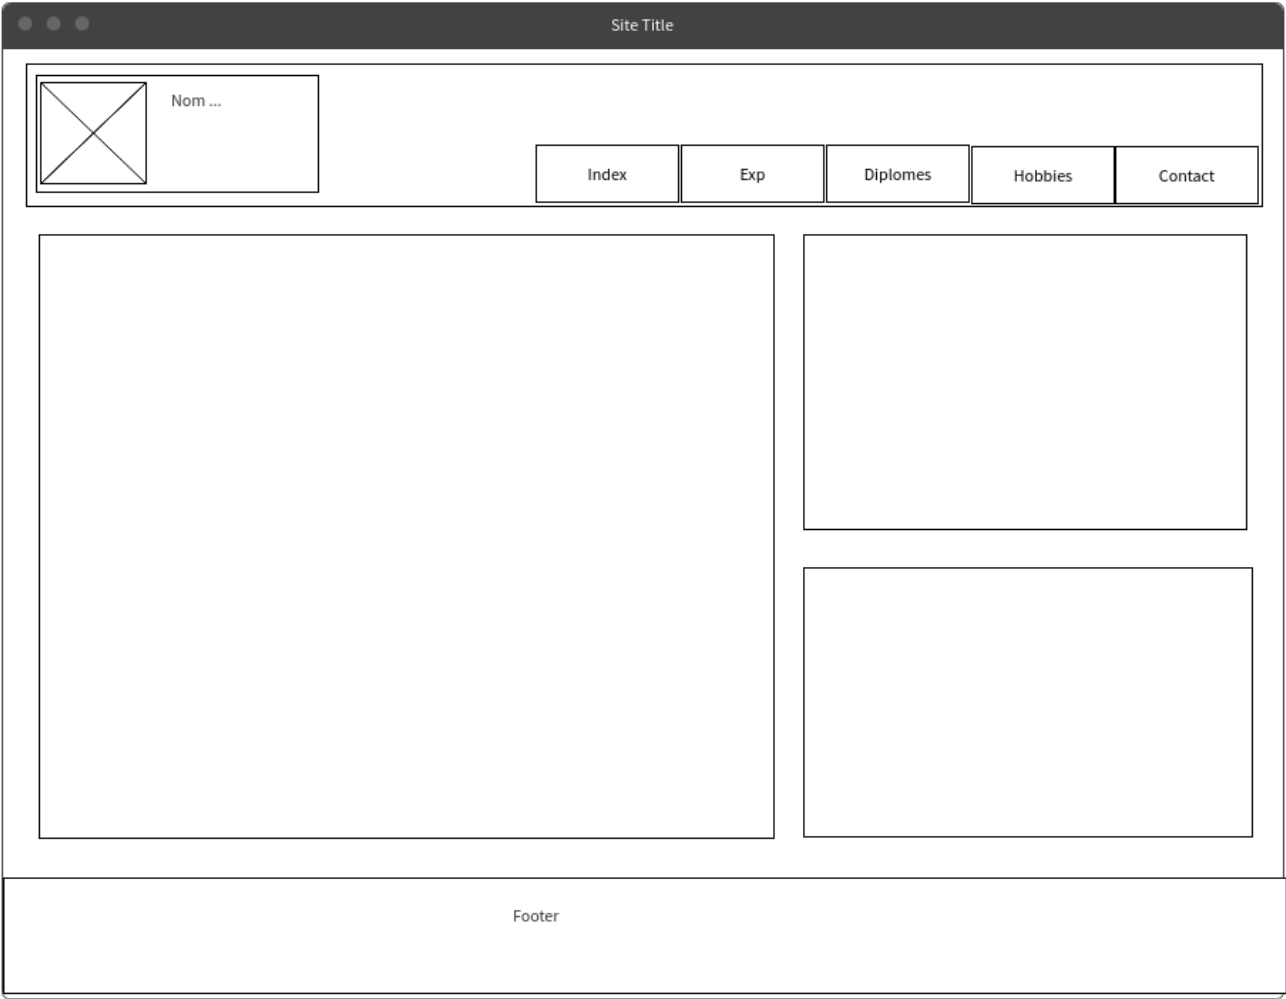 Site Title
Nom ...
Index
Exp
Diplomes
Hobbies
Contact
Footer